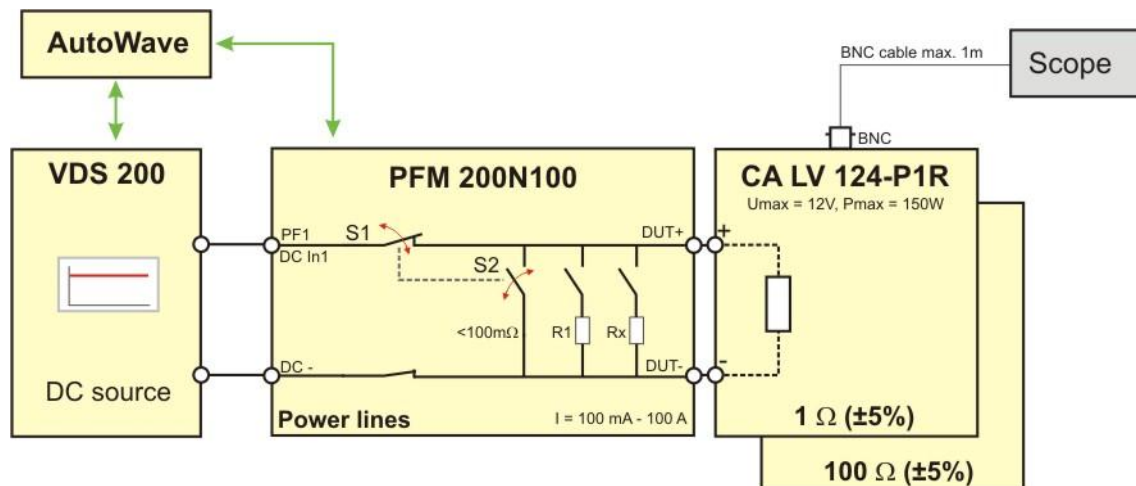 AutoWave
BNC cable max. 1m
Scope
BNC
VDS 200
DC source
PFM 200N100
PF1
DC In1
S1
DUT+
S2
<100mΩ
R1
Rx
DC -
DUT-
Power lines
I = 100 mA - 100 A
CA LV 124-P1R
Umax = 12V, Pmax = 150W
+
-
1 Ω (±5%)
100 Ω (±5%)